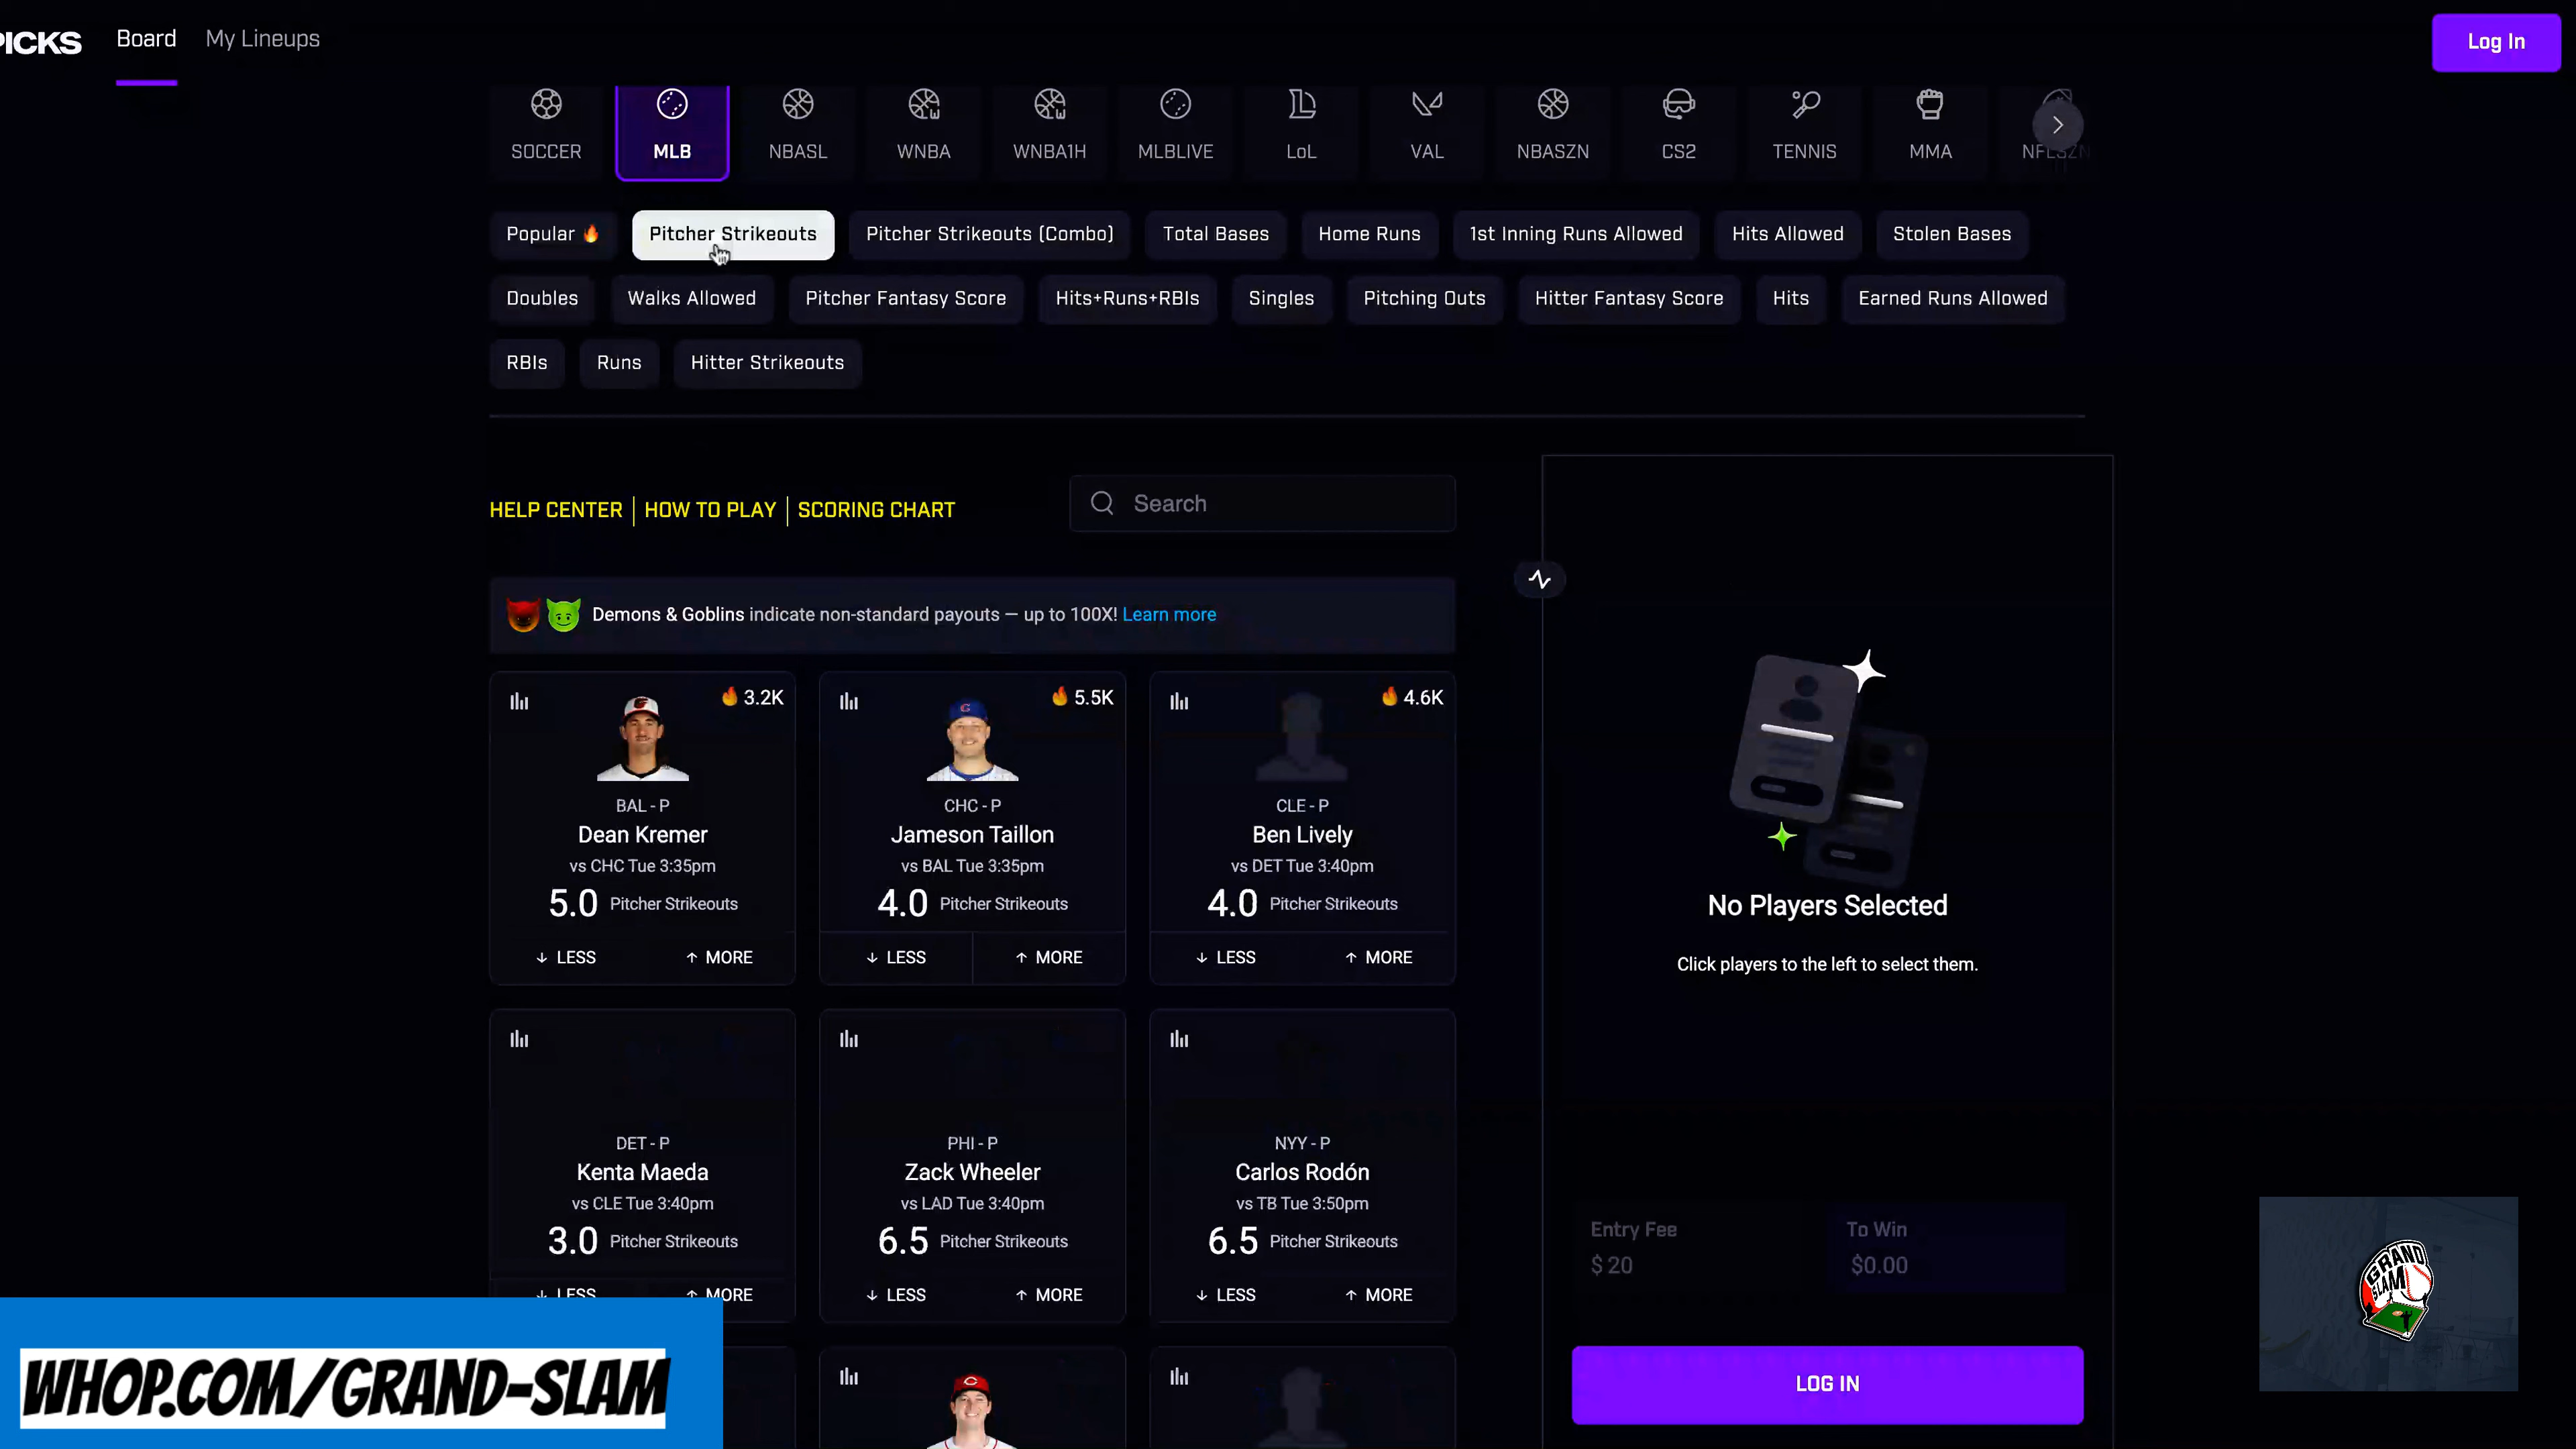 PICKS
Board
My Lineups
Log In
SOCCER
MLB
NBASL
WNBA
WNBA1H
MLBLIVE
LoL
VAL
NBASZN
CS2
TENNIS
MMA
NFLSZN
Popular
Pitcher Strikeouts
Pitcher Strikeouts (Combo)
Total Bases
Home Runs
1st Inning Runs Allowed
Hits Allowed
Stolen Bases
Doubles
Walks Allowed
Pitcher Fantasy Score
Hits+Runs+RBIs
Singles
Pitching Outs
Hitter Fantasy Score
Hits
Earned Runs Allowed
RBIs
Runs
Hitter Strikeouts
HELP CENTER
HOW TO PLAY
SCORING CHART
Search
Demons & Goblins indicate non-standard payouts — up to 100X! Learn more
3.2K
BAL - P
Dean Kremer
vs CHC Tue 3:35pm
5.0 Pitcher Strikeouts
LESS
MORE
5.5K
CHC - P
Jameson Taillon
vs BAL Tue 3:35pm
4.0 Pitcher Strikeouts
LESS
MORE
4.6K
CLE - P
Ben Lively
vs DET Tue 3:40pm
4.0 Pitcher Strikeouts
LESS
MORE
DET - P
Kenta Maeda
vs CLE Tue 3:40pm
3.0 Pitcher Strikeouts
LESS
MORE
PHI - P
Zack Wheeler
vs LAD Tue 3:40pm
6.5 Pitcher Strikeouts
LESS
MORE
NYY - P
Carlos Rodón
vs TB Tue 3:50pm
6.5 Pitcher Strikeouts
LESS
MORE
No Players Selected
Click players to the left to select them.
Entry Fee
$ 20
To Win
$0.00
LOG IN
WHOP.COM/GRAND-SLAM
GRAND
SLAM